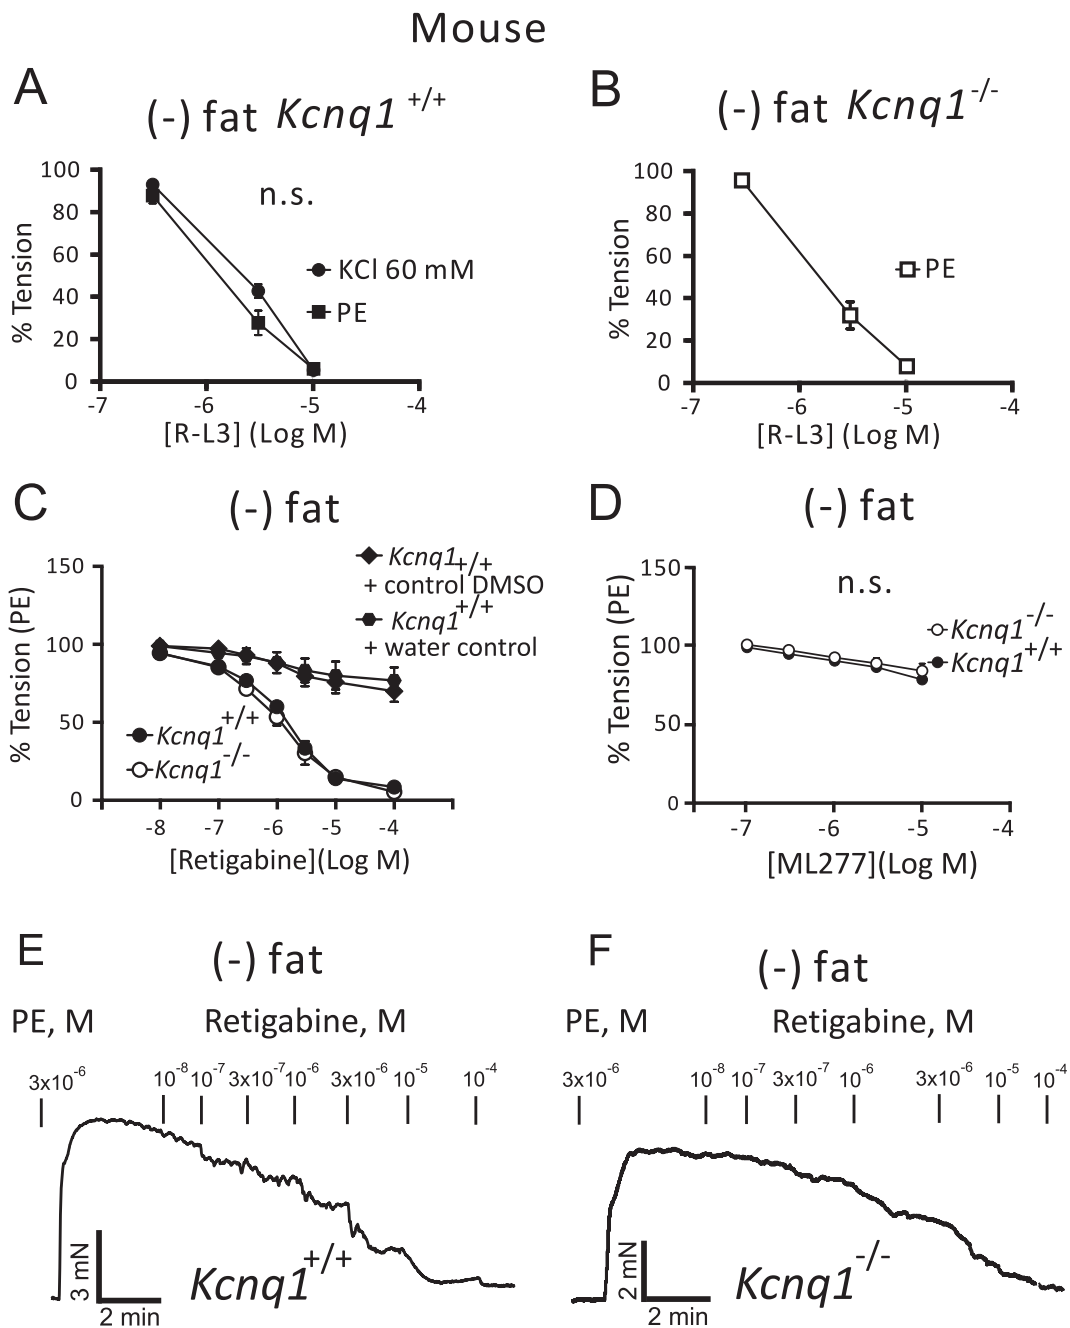 Mouse
A
(-) fat Kcnq1 +/+
100
80
60
40
20
0
% Tension
n.s.
KCl 60 mM
PE
-7 -6 -5 -4
[R-L3] (Log M)
B
(-) fat Kcnq1 -/-
100
80
60
40
20
0
% Tension
PE
-7 -6 -5 -4
[R-L3] (Log M)
C
(-) fat
150
100
50
0
% Tension (PE)
Kcnq1 +/+
+ control DMSO
Kcnq1 +/+
+ water control
Kcnq1 +/+
Kcnq1 -/-
-8 -7 -6 -5 -4
[Retigabine](Log M)
D
(-) fat
150
100
50
0
% Tension (PE)
n.s.
Kcnq1 -/-
Kcnq1 +/+
-7 -6 -5 -4
[ML277](Log M)
E
(-) fat
PE, M Retigabine, M
3x10-6 10-8 10-7 3x10-7 10-6 3x10-6 10-5 10-4
3 mN
2 min
Kcnq1 +/+
F
(-) fat
PE, M Retigabine, M
3x10-6 10-8 10-7 3x10-7 10-6 3x10-6 10-5 10-4
2 mN
2 min
Kcnq1 -/-